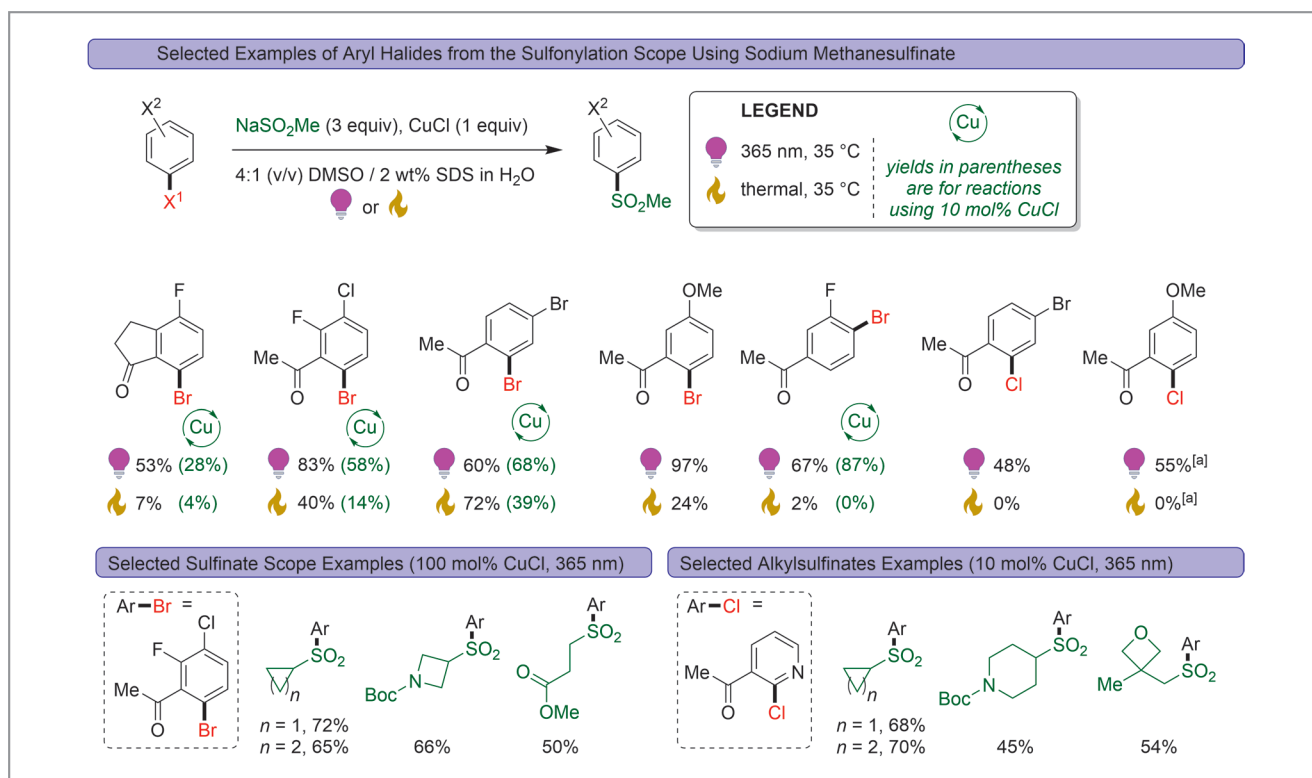 Selected Examples of Aryl Halides from the Sulfonylation Scope Using Sodium Methanesulfinate
X²
X¹
NaSO₂Me (3 equiv), CuCl (1 equiv)
4:1 (v/v) DMSO / 2 wt% SDS in H₂O
or
X²
SO₂Me
LEGEND
365 nm, 35 °C
thermal, 35 °C
Cu
yields in parentheses
are for reactions
using 10 mol% CuCl
F
O
Br
Cu
53% (28%)
7% (4%)
Cl
F
Me
O
Br
Cu
83% (58%)
40% (14%)
Br
Me
O
Br
Cu
60% (68%)
72% (39%)
OMe
Me
O
Br
97%
24%
F
Br
Me
O
Cu
67% (87%)
2% (0%)
Br
Me
O
Cl
48%
0%
OMe
Me
O
Cl
55%[a]
0%[a]
Selected Sulfinate Scope Examples (100 mol% CuCl, 365 nm)
Ar–Br =
Cl
F
Me
O
Br
Ar
SO₂
n
n = 1, 72%
n = 2, 65%
Ar
SO₂
N
Boc
66%
Ar
SO₂
O
OMe
50%
Selected Alkylsulfinates Examples (10 mol% CuCl, 365 nm)
Ar–Cl =
Me
N
O
Cl
Ar
SO₂
n
n = 1, 68%
n = 2, 70%
Ar
SO₂
N
Boc
45%
O
Ar
SO₂
Me
54%